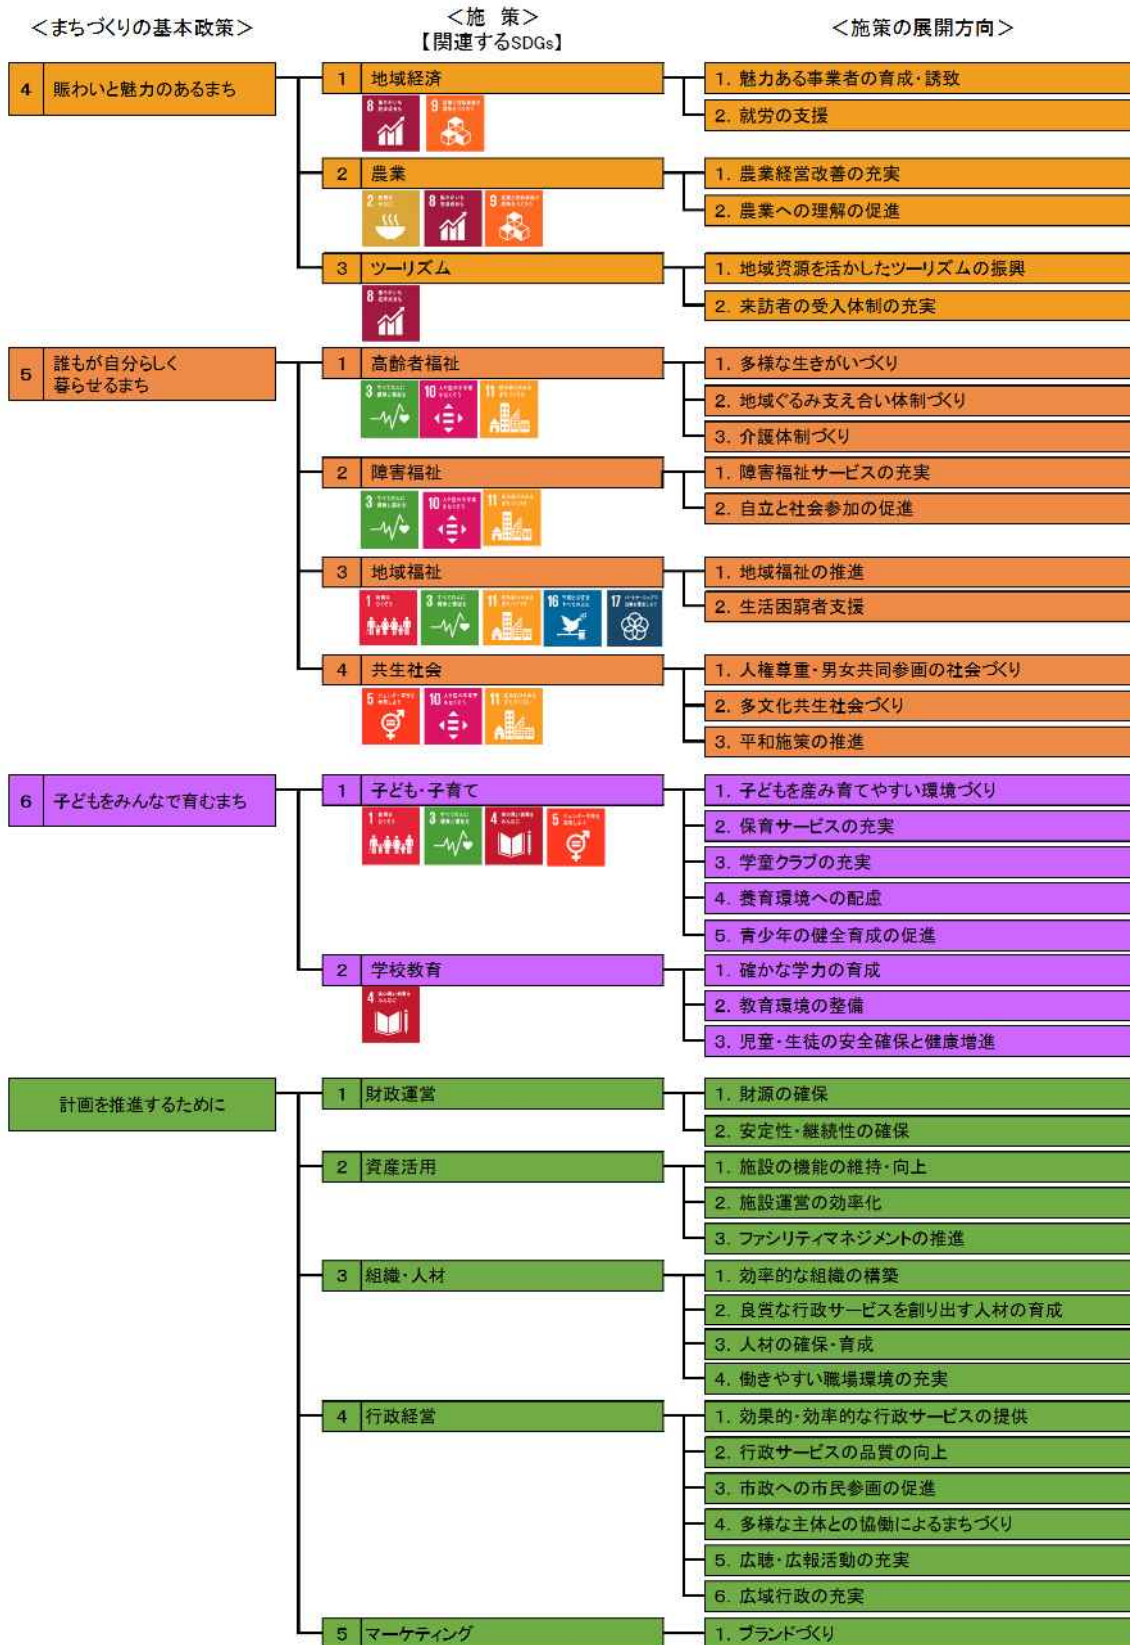 ＜まちづくりの基本政策＞
＜施 策＞
【関連するSDGs】
＜施策の展開方向＞
4 賑わいと魅力のあるまち
1 地域経済
8
9
1. 魅力ある事業者の育成・誘致
2. 就労の支援
2 農業
2
8
9
1. 農業経営改善の充実
2. 農業への理解の促進
3 ツーリズム
8
1. 地域資源を活かしたツーリズムの振興
2. 来訪者の受入体制の充実
5 誰もが自分らしく
暮らせるまち
1 高齢者福祉
3
10
11
1. 多様な生きがいづくり
2. 地域ぐるみ支え合い体制づくり
3. 介護体制づくり
2 障害福祉
3
10
11
1. 障害福祉サービスの充実
2. 自立と社会参加の促進
3 地域福祉
1
3
11
16
17
1. 地域福祉の推進
2. 生活困窮者支援
4 共生社会
5
10
11
1. 人権尊重・男女共同参画の社会づくり
2. 多文化共生社会づくり
3. 平和施策の推進
6 子どもをみんなで育むまち
1 子ども・子育て
1
3
4
5
1. 子どもを産み育てやすい環境づくり
2. 保育サービスの充実
3. 学童クラブの充実
4. 養育環境への配慮
5. 青少年の健全育成の促進
2 学校教育
4
1. 確かな学力の育成
2. 教育環境の整備
3. 児童・生徒の安全確保と健康増進
計画を推進するために
1 財政運営
1. 財源の確保
2. 安定性・継続性の確保
2 資産活用
1. 施設の機能の維持・向上
2. 施設運営の効率化
3. ファシリティマネジメントの推進
3 組織・人材
1. 効率的な組織の構築
2. 良質な行政サービスを創り出す人材の育成
3. 人材の確保・育成
4. 働きやすい職場環境の充実
4 行政経営
1. 効果的・効率的な行政サービスの提供
2. 行政サービスの品質の向上
3. 市政への市民参画の促進
4. 多様な主体との協働によるまちづくり
5. 広聴・広報活動の充実
6. 広域行政の充実
5 マーケティング
1. ブランドづくり